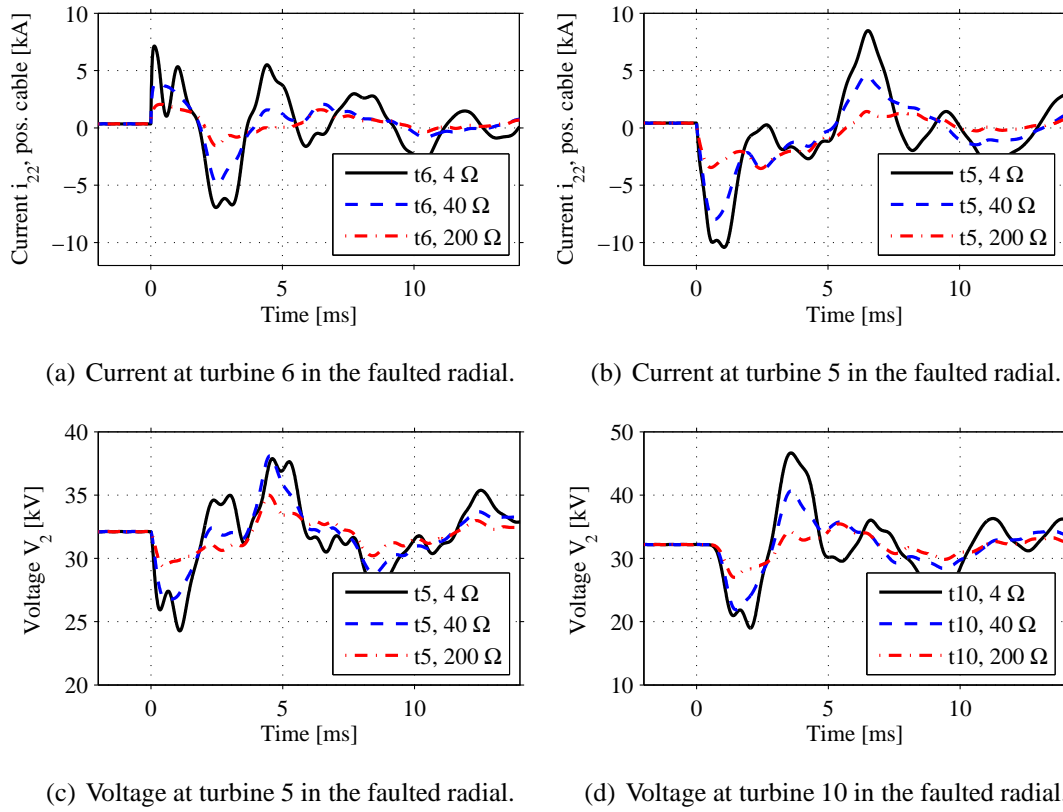 10
5
0
−5
−10
0
5
10
Time [ms]
Current i22, pos. cable [kA]
t6, 4 Ω
t6, 40 Ω
t6, 200 Ω
(a) Current at turbine 6 in the faulted radial.
10
5
0
−5
−10
0
5
10
Time [ms]
Current i22, pos. cable [kA]
t5, 4 Ω
t5, 40 Ω
t5, 200 Ω
(b) Current at turbine 5 in the faulted radial.
40
35
30
25
20
0
5
10
Time [ms]
Voltage V2 [kV]
t5, 4 Ω
t5, 40 Ω
t5, 200 Ω
(c) Voltage at turbine 5 in the faulted radial.
50
40
30
20
10
0
5
10
Time [ms]
Voltage V2 [kV]
t10, 4 Ω
t10, 40 Ω
t10, 200 Ω
(d) Voltage at turbine 10 in the faulted radial